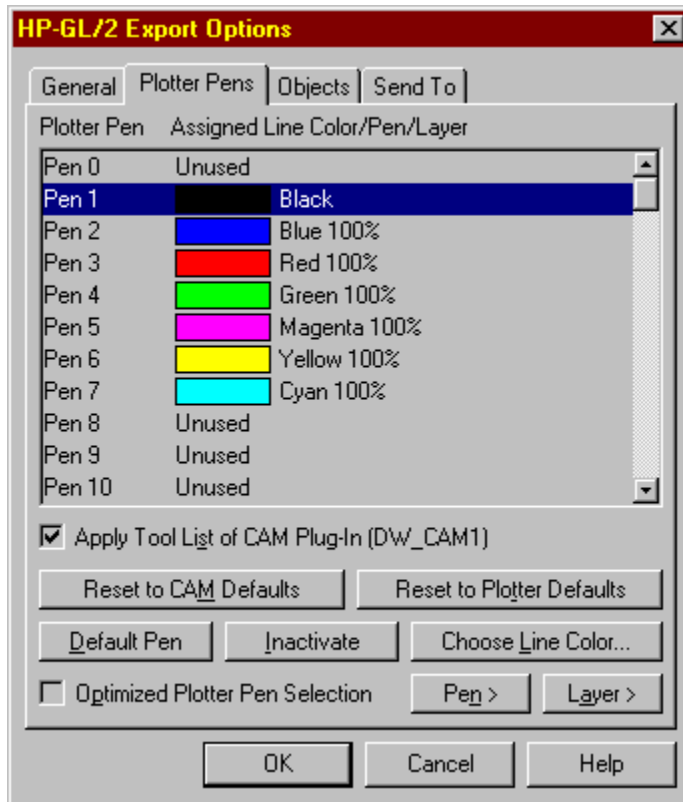 HP-GL/2 Export Options
General Plotter Pens Objects Send To
Plotter Pen Assigned Line Color/Pen/Layer
Pen 0 Unused
Pen 1 Black
Pen 2 Blue 100%
Pen 3 Red 100%
Pen 4 Green 100%
Pen 5 Magenta 100%
Pen 6 Yellow 100%
Pen 7 Cyan 100%
Pen 8 Unused
Pen 9 Unused
Pen 10 Unused
Apply Tool List of CAM Plug-In (DW_CAM1)
Reset to CAM Defaults Reset to Plotter Defaults
Default Pen Inactivate Choose Line Color...
Optimized Plotter Pen Selection Pen > Layer >
OK Cancel Help